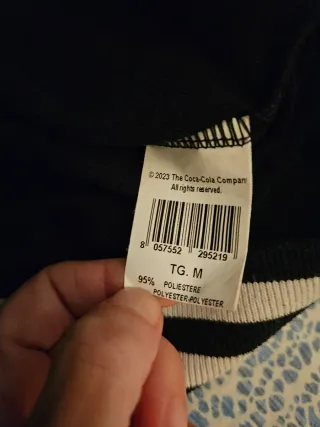 © 2023 The Coca-Cola Company
All rights reserved.
8 057552 295219
TG. M
95% POLIESTERE
POLYESTER-POLYESTER